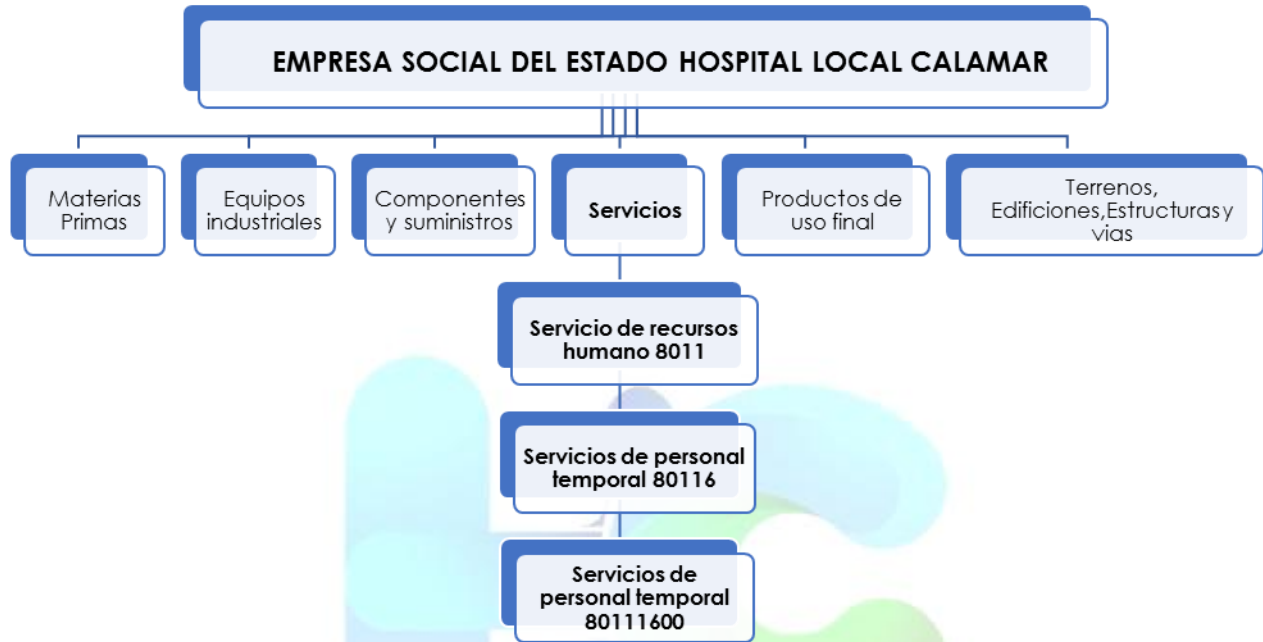 EMPRESA SOCIAL DEL ESTADO HOSPITAL LOCAL CALAMAR
Materias
Primas
Equipos
industriales
Componentes
y suministros
Servicios
Productos de
uso final
Terrenos,
Edificiones,Estructuras y
vias
Servicio de recursos
humano 8011
Servicios de personal
temporal 80116
Servicios de
personal temporal
80111600